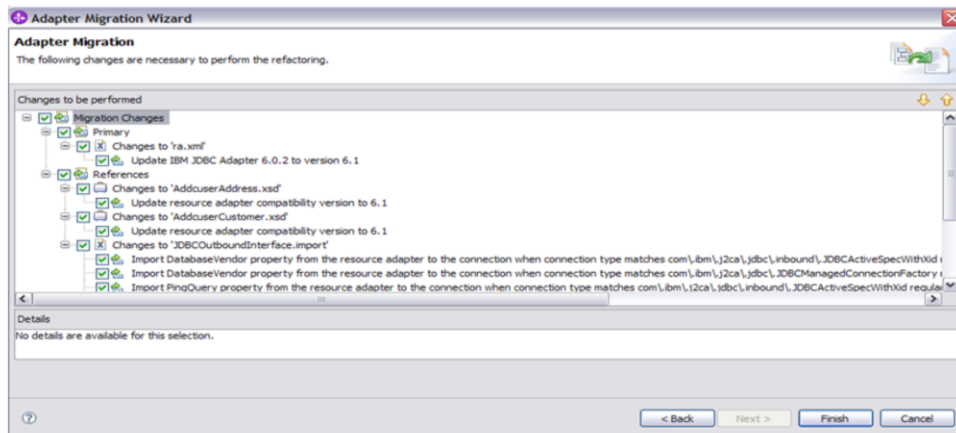 Adapter Migration Wizard
Adapter Migration
The following changes are necessary to perform the refactoring.
Changes to be performed
Migration Changes
Primary
Changes to 'ra.xml'
Update IBM JDBC Adapter 6.0.2 to version 6.1
References
Changes to 'AddcuserAddress.xsd'
Update resource adapter compatibility version to 6.1
Changes to 'AddcuserCustomer.xsd'
Update resource adapter compatibility version to 6.1
Changes to 'JDBCOutboundInterface.import'
Import DatabaseVendor property from the resource adapter to the connection when connection type matches com\.ibm\.j2ca\.jdbc\.inbound\.JDBCActiveSpecWithXid
Import DatabaseVendor property from the resource adapter to the connection when connection type matches com\.ibm\.j2ca\.jdbc\.JDBCManagedConnectionFactory
Import PingQuery property from the resource adapter to the connection when connection type matches com\.ibm\.j2ca\.jdbc\.inbound\.JDBCActiveSpecWithXid regular
Details
No details are available for this selection.
< Back Next > Finish Cancel